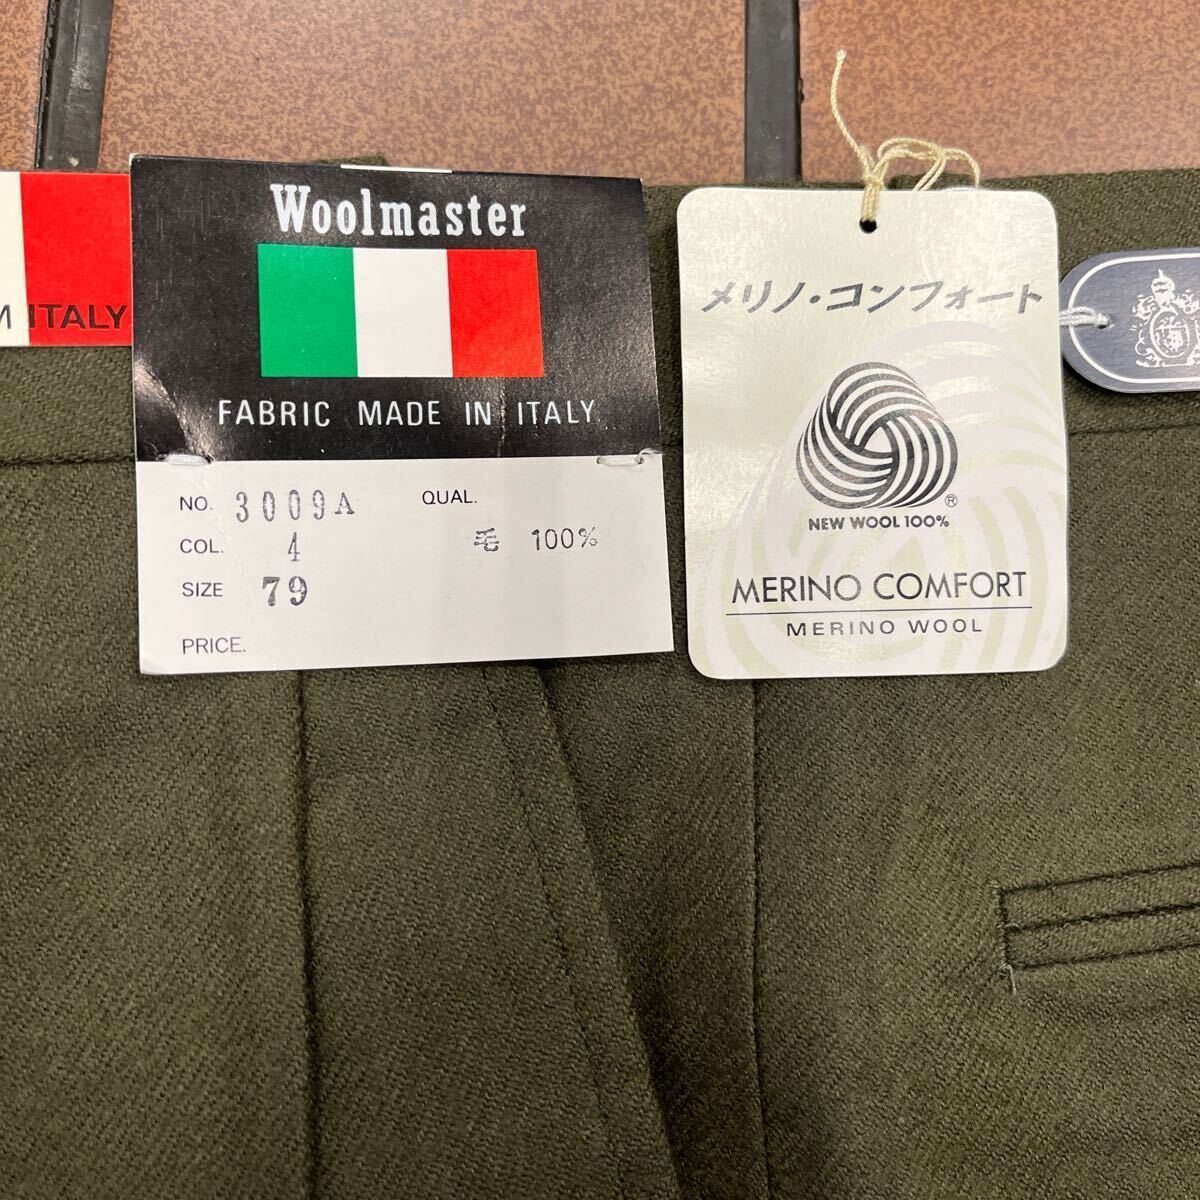 M ITALY
Woolmaster
FABRIC MADE IN ITALY
NO. 3009A
QUAL.
COL. 4
毛 100%
SIZE 79
PRICE.
メリノ・コンフォート
®
NEW WOOL 100%
MERINO COMFORT
MERINO WOOL